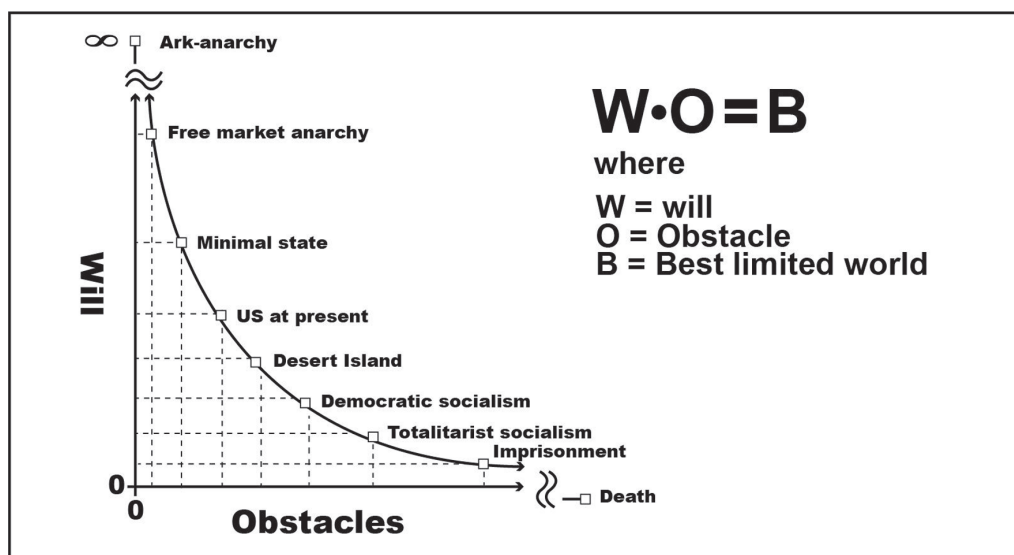 ∞ Ark-anarchy
Free market anarchy
Minimal state
US at present
Desert Island
Democratic socialism
Totalitarist socialism
Imprisonment
Death
Will
0
0
Obstacles
W•O=B
where
W = will
O = Obstacle
B = Best limited world